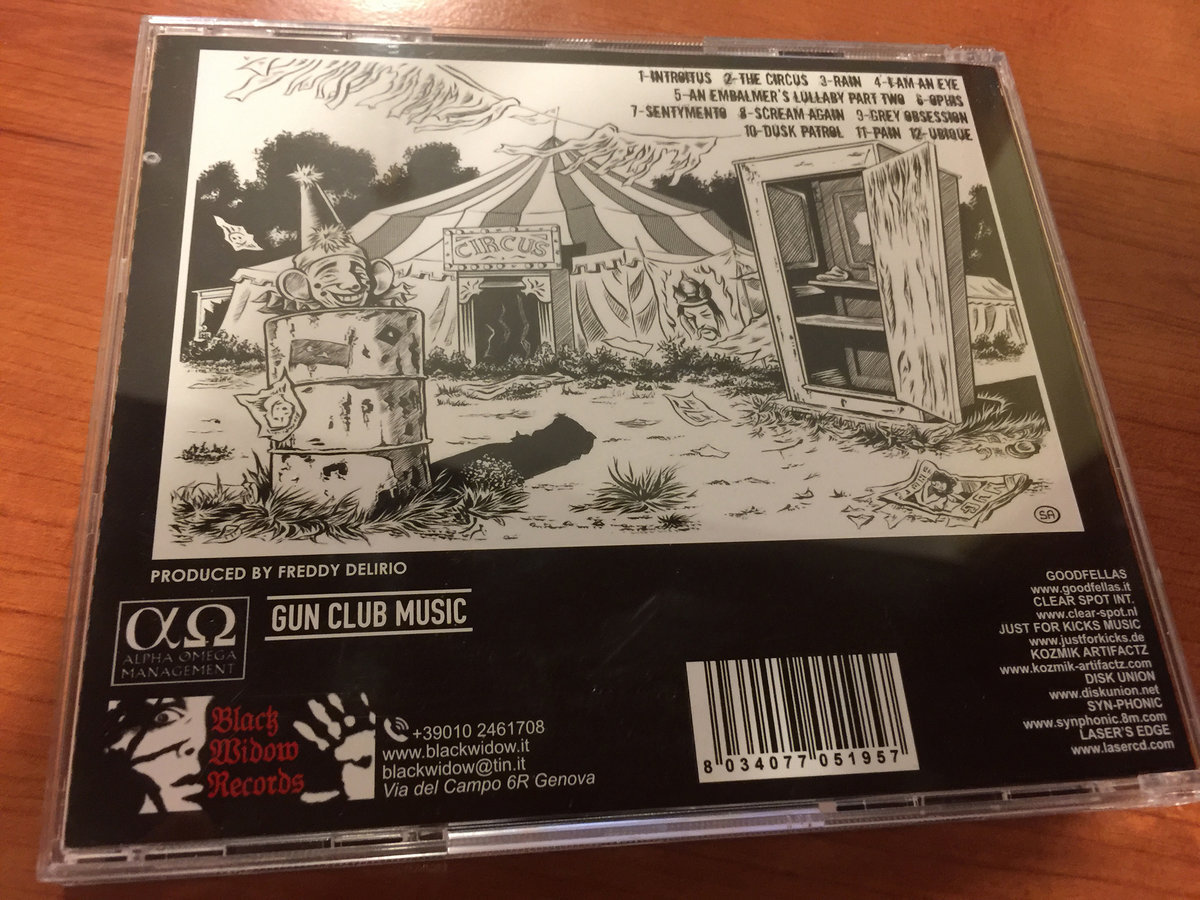 1-INTROITUS 2-THE CIRCUS 3-RAIN 4-I AM AN EYE
5-AN EMBALMER'S LULLABY PART TWO 6-OPHIS
7-SENTYMENTO 8-SCREAM AGAIN 9-GREY OBSESSION
10-DUSK PATROL 11-PAIN 12-UBIQUE
CIRCUS
SA
PRODUCED BY FREDDY DELIRIO
ΑΩ
ALPHA OMEGA
MANAGEMENT
GUN CLUB MUSIC
Black
Widow
Records
+39010 2461708
www.blackwidow.it
blackwidow@tin.it
Via del Campo 6R Genova
8 034077 051957
GOODFELLAS
www.goodfellas.it
CLEAR SPOT INT.
www.clear-spot.nl
JUST FOR KICKS MUSIC
www.justforkicks.de
KOZMIK ARTIFACTZ
www.kozmik-artifactz.com
DISK UNION
www.diskunion.net
SYN-PHONIC
www.synphonic.8m.com
LASER'S EDGE
www.lasercd.com